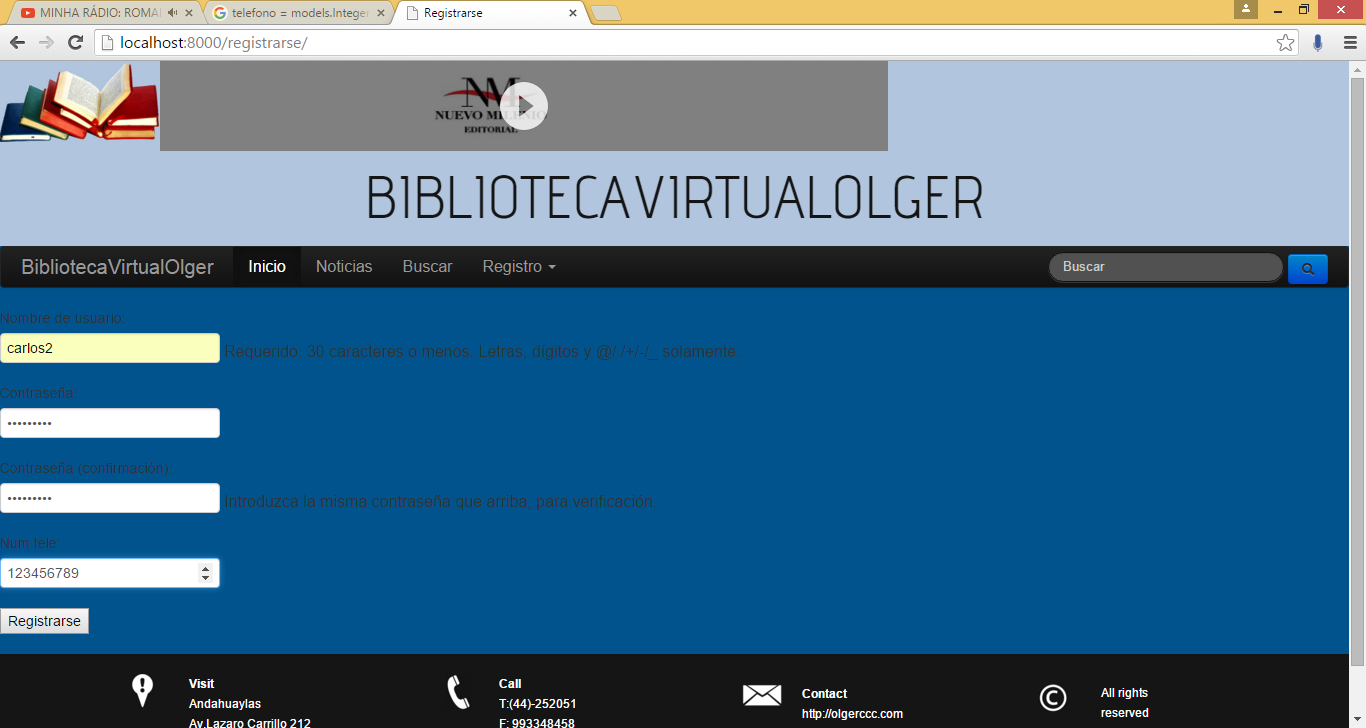 MINHA RÁDIO: ROMA
telefono = models.Intege
Registrarse
localhost:8000/registrarse/
NM
NUEVO MILENIO
EDITORIAL
BIBLIOTECAVIRTUALOLGER
BibliotecaVirtualOlger Inicio Noticias Buscar Registro Buscar
Nombre de usuario:
carlos2 Requerido. 30 caracteres o menos. Letras, dígitos y @/./+/-/_ solamente.
Contraseña:
•••••••••
Contraseña (confirmación):
••••••••• Introduzca la misma contraseña que arriba, para verificación.
Num tele:
123456789
Registrarse
Visit
Andahuaylas
Av.Lazaro Carrillo 212
Call
T:(44)-252051
F: 993348458
Contact
http://olgerccc.com
©
All rights
reserved